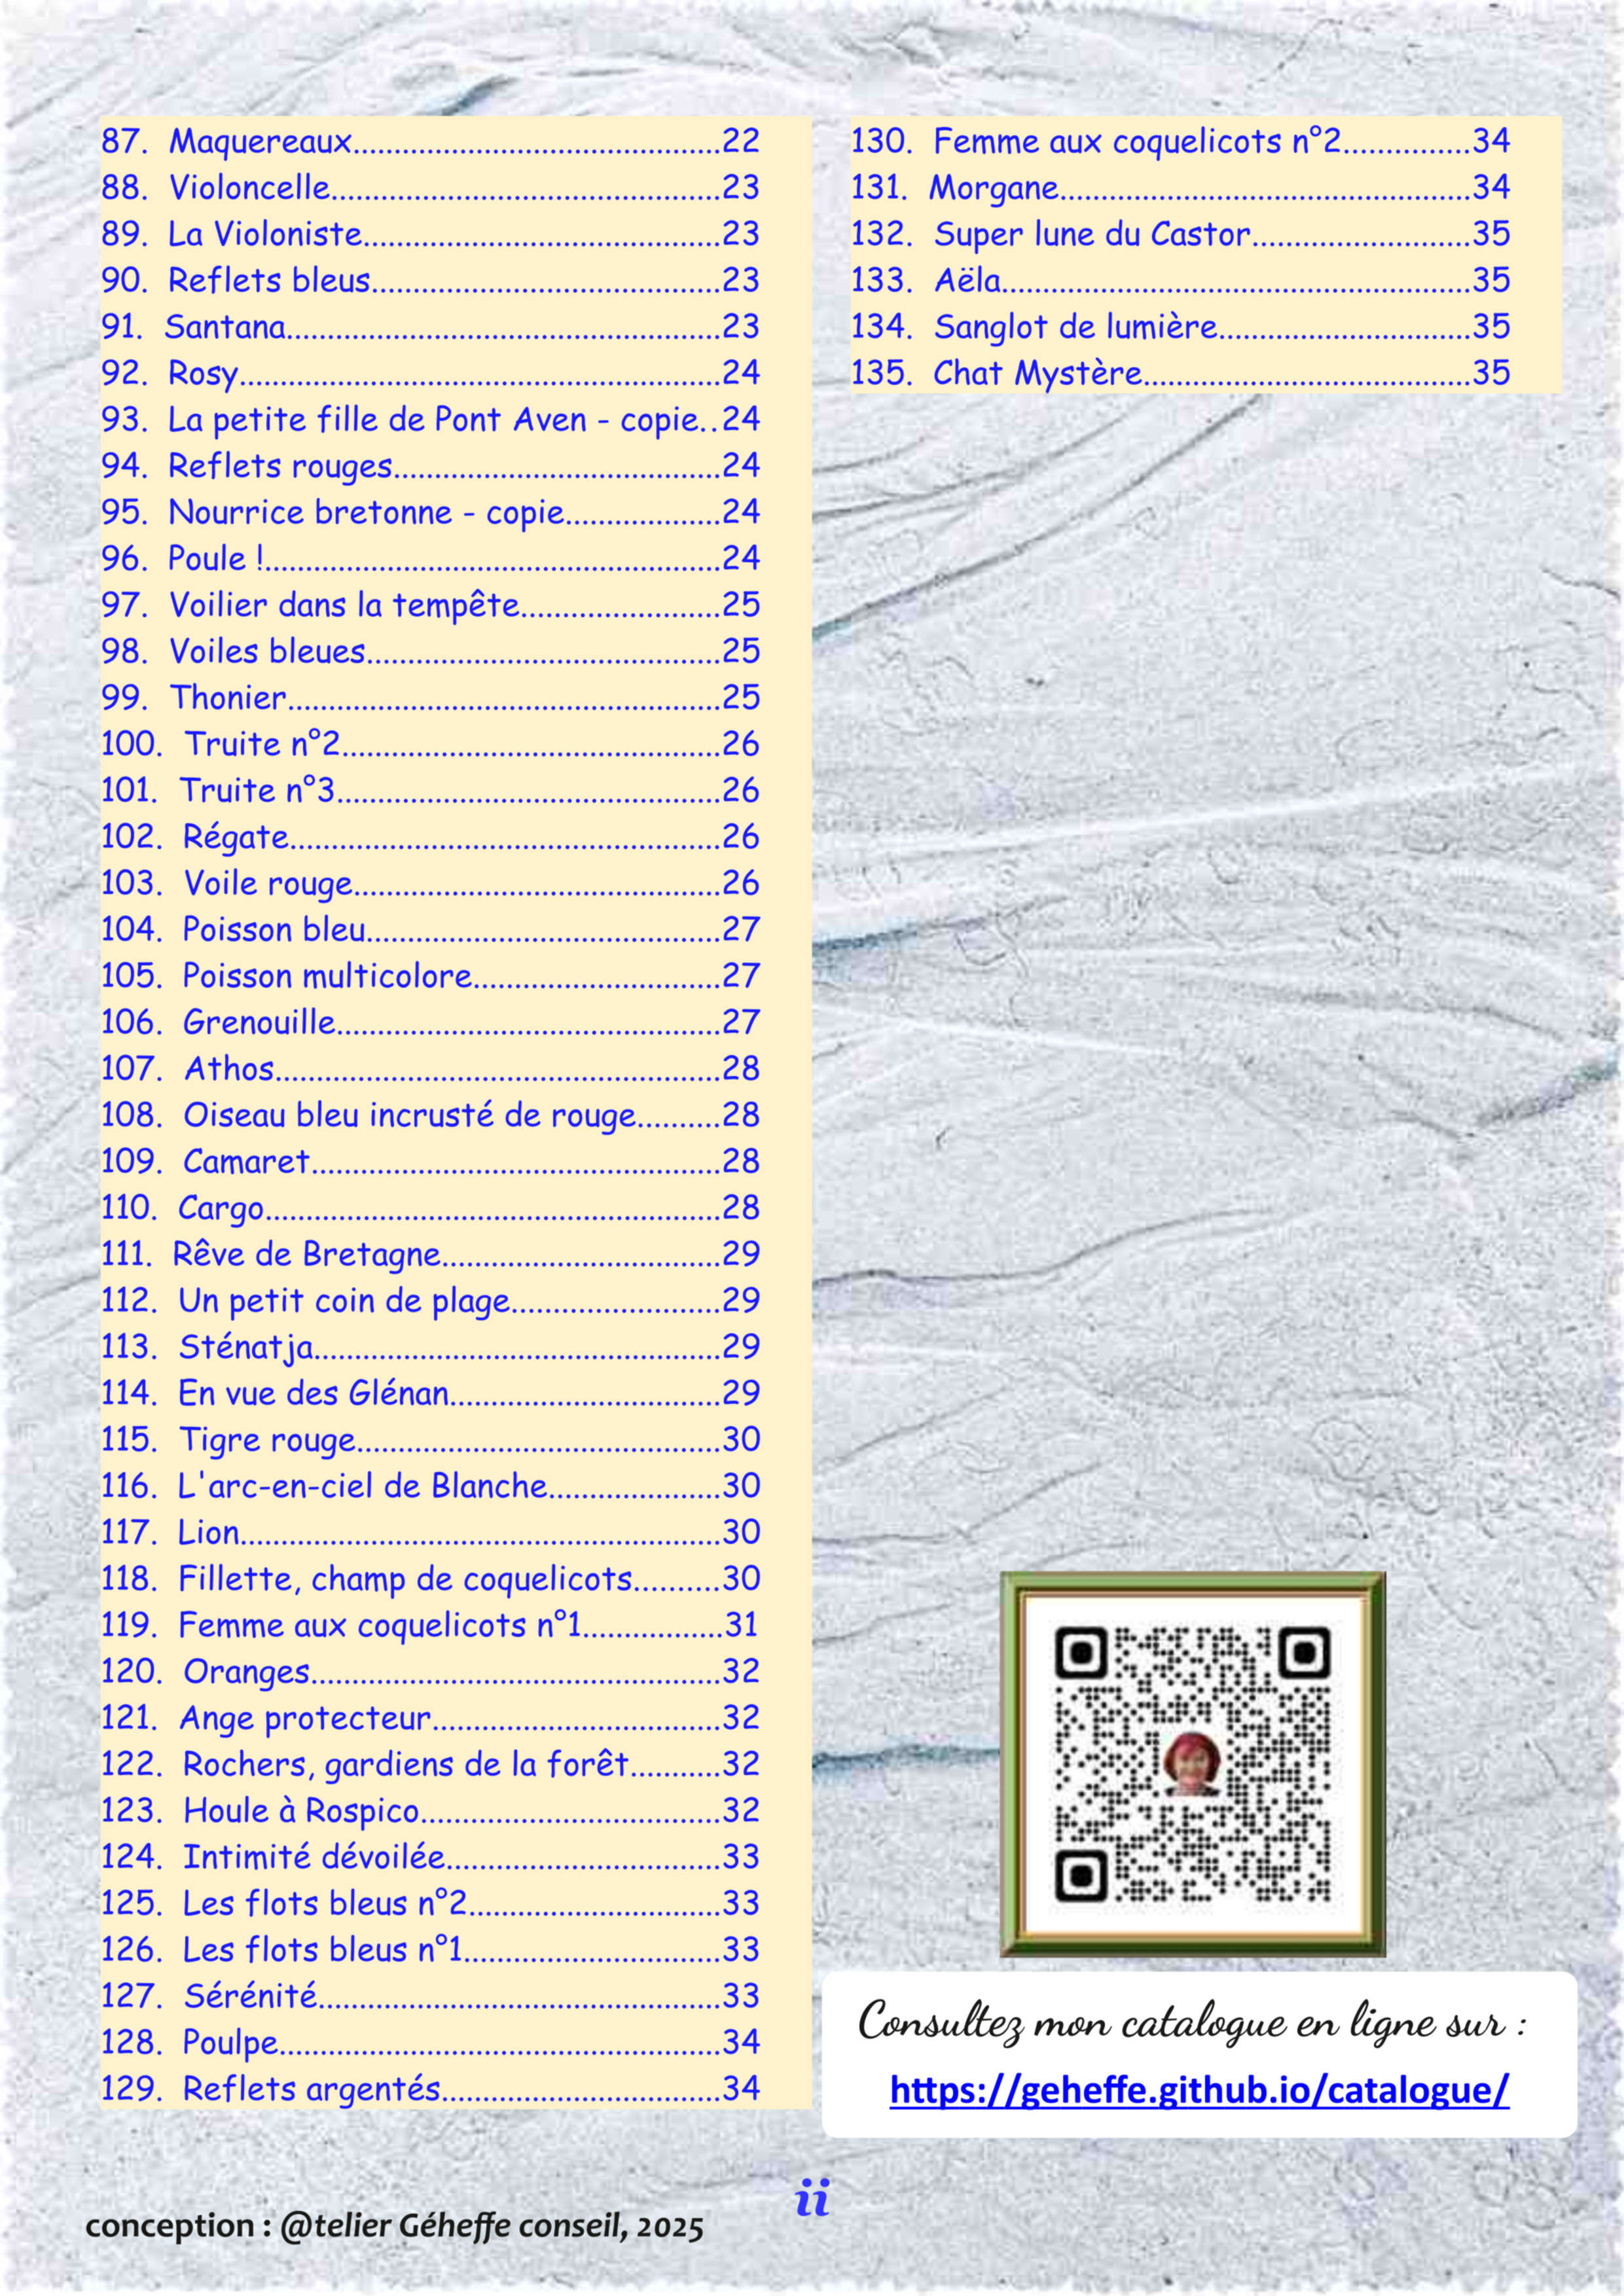 87. Maquereaux............................................22
88. Violoncelle...............................................23
89. La Violoniste...........................................23
90. Reflets bleus..........................................23
91. Santana....................................................23
92. Rosy..........................................................24
93. La petite fille de Pont Aven - copie..24
94. Reflets rouges.......................................24
95. Nourrice bretonne - copie...................24
96. Poule !.......................................................24
97. Voilier dans la tempête........................25
98. Voiles bleues...........................................25
99. Thonier....................................................25
100. Truite n°2..............................................26
101. Truite n°3..............................................26
102. Régate....................................................26
103. Voile rouge............................................26
104. Poisson bleu...........................................27
105. Poisson multicolore..............................27
106. Grenouille..............................................27
107. Athos......................................................28
108. Oiseau bleu incrusté de rouge..........28
109. Camaret.................................................28
110. Cargo.......................................................28
111. Rêve de Bretagne..................................29
112. Un petit coin de plage.........................29
113. Sténatja.................................................29
114. En vue des Glénan.................................29
115. Tigre rouge............................................30
116. L'arc-en-ciel de Blanche.....................30
117. Lion..........................................................30
118. Fillette, champ de coquelicots..........30
119. Femme aux coquelicots n°1.................31
120. Oranges..................................................32
121. Ange protecteur...................................32
122. Rochers, gardiens de la forêt...........32
123. Houle à Rospico....................................32
124. Intimité dévoilée.................................33
125. Les flots bleus n°2..............................33
126. Les flots bleus n°1...............................33
127. Sérénité.................................................33
128. Poulpe.....................................................34
129. Reflets argentés..................................34
130. Femme aux coquelicots n°2...............34
131. Morgane..................................................34
132. Super lune du Castor..........................35
133. Aëla.........................................................35
134. Sanglot de lumière..............................35
135. Chat Mystère........................................35
Consultez mon catalogue en ligne sur :
https://geheffe.github.io/catalogue/
ii
conception : @telier Géheffe conseil, 2025